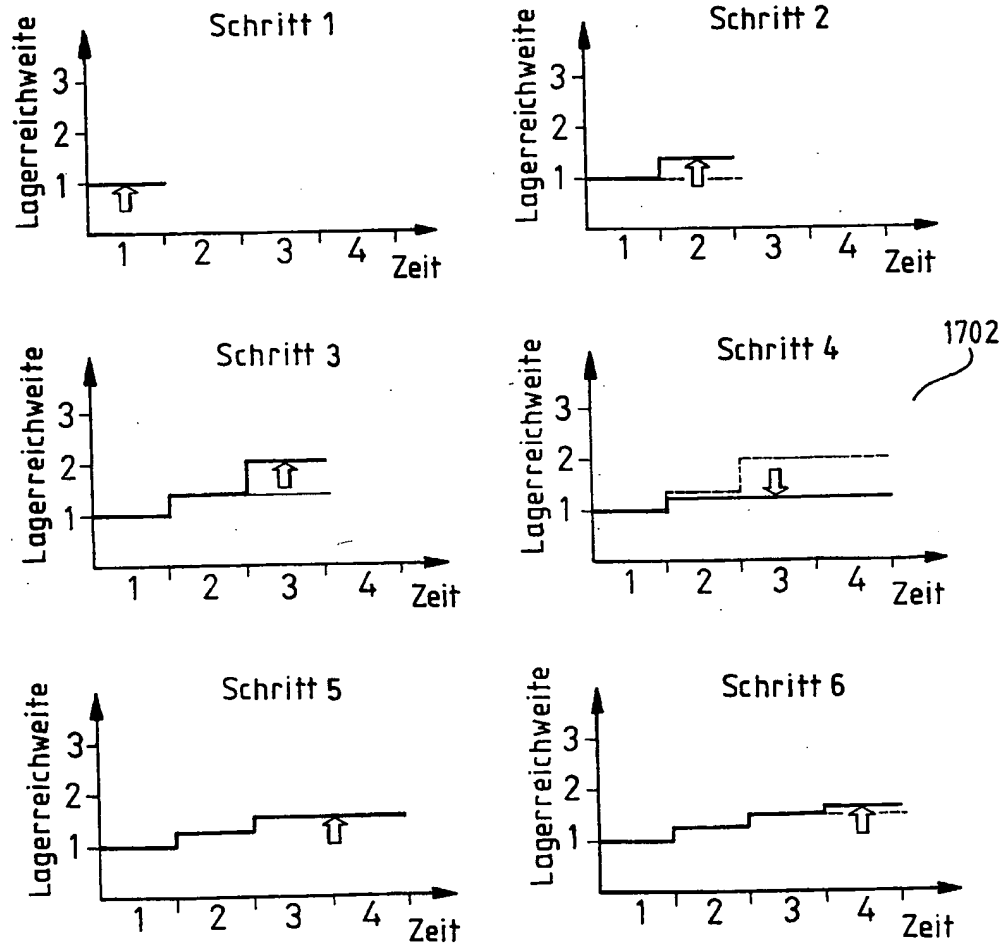 Schritt 1
Lagerreichweite
3
2
1
1 2 3 4
Zeit
Schritt 2
Lagerreichweite
3
2
1
1 2 3 4
Zeit
Schritt 3
Lagerreichweite
3
2
1
1 2 3 4
Zeit
Schritt 4
1702
Lagerreichweite
3
2
1
1 2 3 4
Zeit
Schritt 5
Lagerreichweite
3
2
1
1 2 3 4
Zeit
Schritt 6
Lagerreichweite
3
2
1
1 2 3 4
Zeit